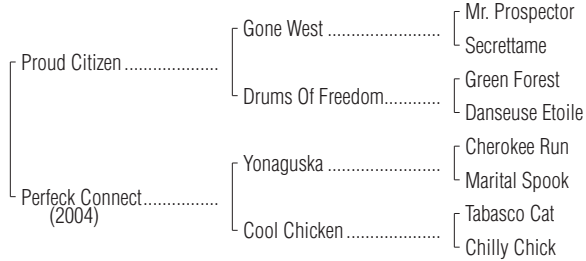 Mr. Prospector
Gone West ......................
Secrettame
Proud Citizen ..................
Green Forest
Drums Of Freedom...........
Danseuse Etoile
Cherokee Run
Yonaguska ......................
Marital Spook
Perfeck Connect...............
(2004)
Tabasco Cat
Cool Chicken ...................
Chilly Chick